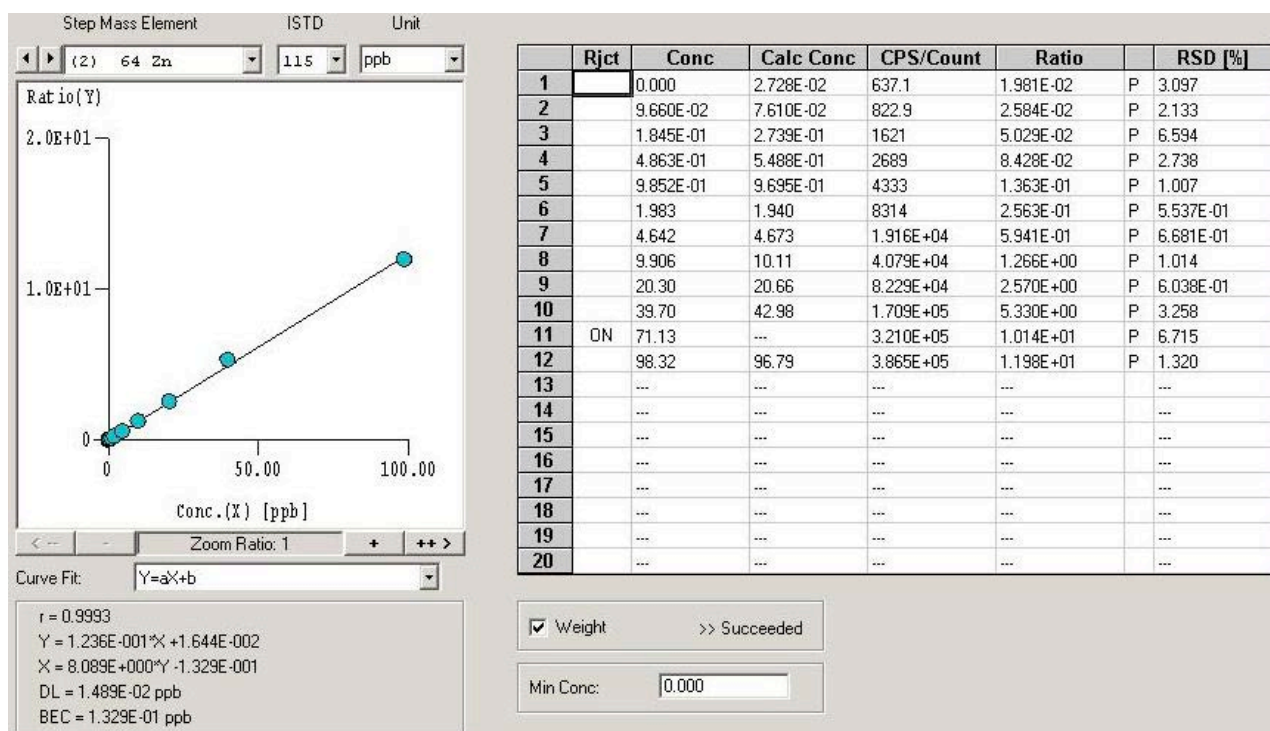 Step Mass Element ISTD Unit
(2) 64 Zn 115 ppb
Ratio(Y)
2.0E+01
1.0E+01
0
0 50.00 100.00
Conc.(X) [ppb]
< -- - Zoom Ratio: 1 + ++ >
Curve Fit: Y=aX+b
r = 0.9993
Y = 1.236E-001*X +1.644E-002
X = 8.089E+000*Y -1.329E-001
DL = 1.489E-02 ppb
BEC = 1.329E-01 ppb
Rjct Conc Calc Conc CPS/Count Ratio RSD [%]
1 0.000 2.728E-02 637.1 1.981E-02 P 3.097
2 9.660E-02 7.610E-02 822.9 2.584E-02 P 2.133
3 1.845E-01 2.739E-01 1621 5.029E-02 P 6.594
4 4.863E-01 5.488E-01 2689 8.428E-02 P 2.738
5 9.852E-01 9.695E-01 4333 1.363E-01 P 1.007
6 1.983 1.940 8314 2.563E-01 P 5.537E-01
7 4.642 4.673 1.916E+04 5.941E-01 P 6.681E-01
8 9.906 10.11 4.079E+04 1.266E+00 P 1.014
9 20.30 20.66 8.229E+04 2.570E+00 P 6.038E-01
10 39.70 42.98 1.709E+05 5.330E+00 P 3.258
11 ON 71.13 --- 3.210E+05 1.014E+01 P 6.715
12 98.32 96.79 3.865E+05 1.198E+01 P 1.320
13 --- --- --- --- ---
14 --- --- --- --- ---
15 --- --- --- --- ---
16 --- --- --- --- ---
17 --- --- --- --- ---
18 --- --- --- --- ---
19 --- --- --- --- ---
20 --- --- --- --- ---
Weight >> Succeeded
Min Conc: 0.000